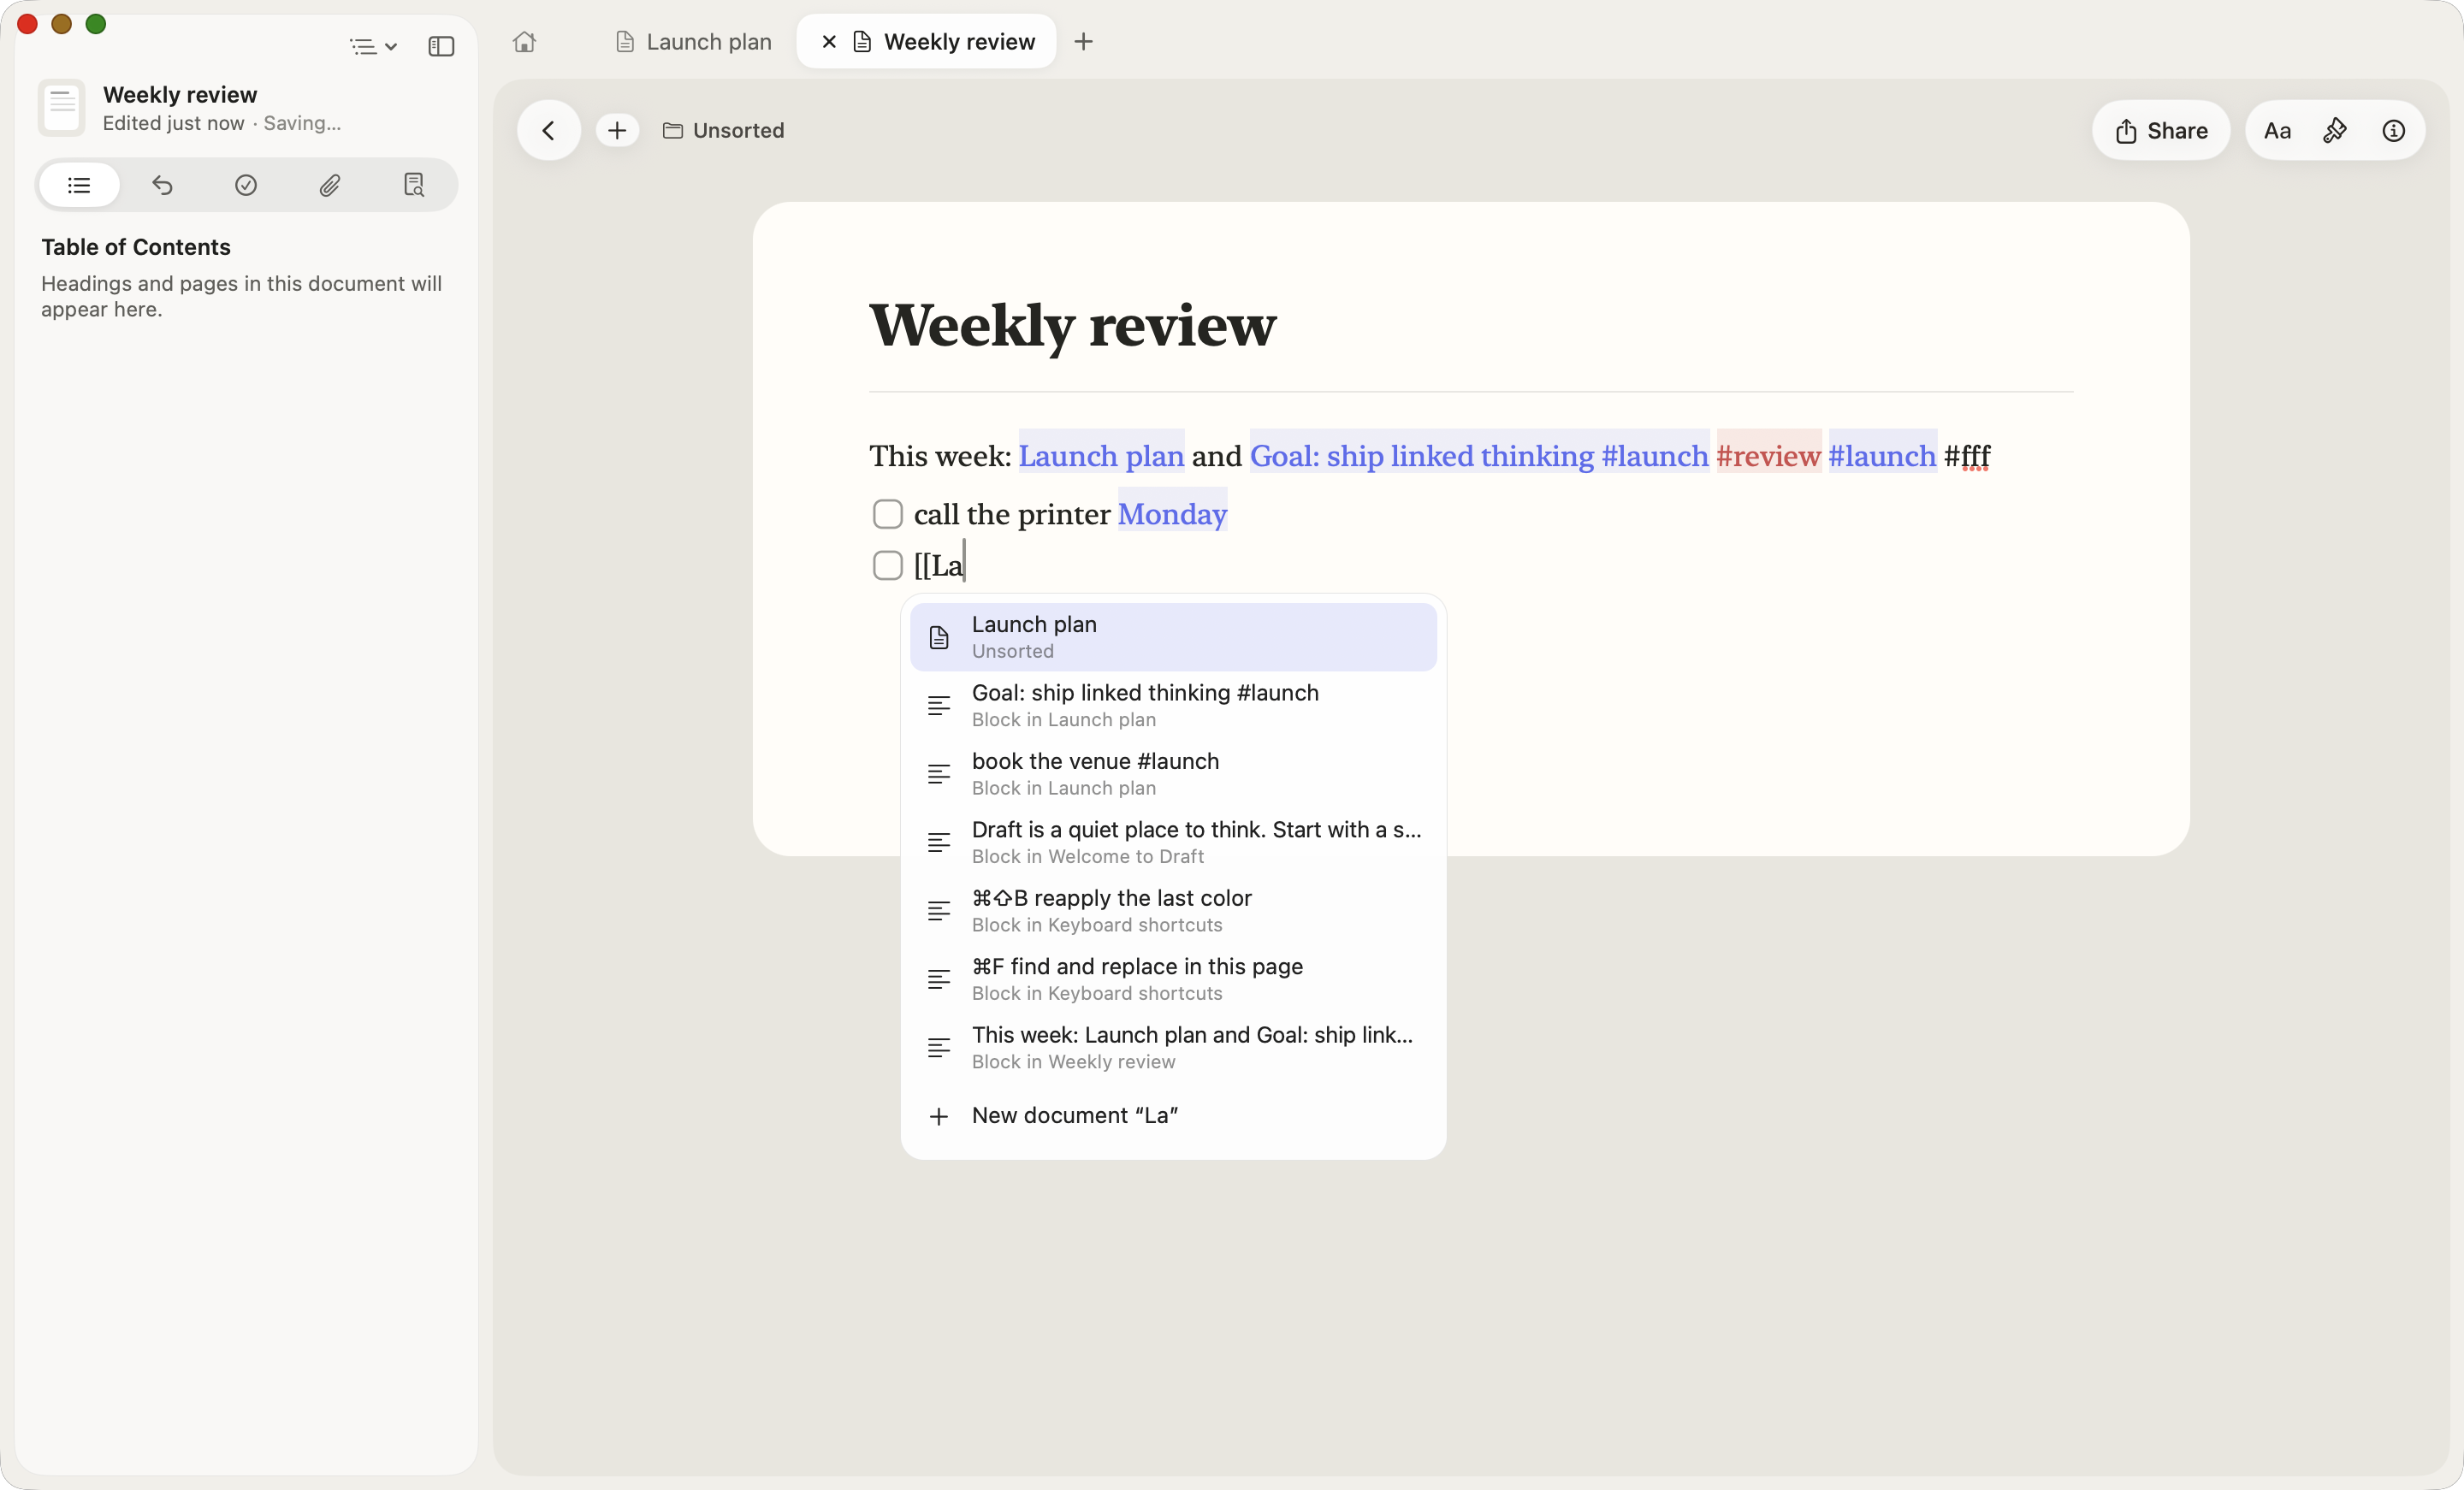 Launch plan
Weekly review
Weekly review
Edited just now · Saving...
Unsorted
Share
Aa
Table of Contents
Headings and pages in this document will
appear here.
Weekly review
This week: Launch plan and Goal: ship linked thinking #launch #review #launch #fff
call the printer Monday
[[La
Launch plan
Unsorted
Goal: ship linked thinking #launch
Block in Launch plan
book the venue #launch
Block in Launch plan
Draft is a quiet place to think. Start with a s...
Block in Welcome to Draft
⌘⇧B reapply the last color
Block in Keyboard shortcuts
⌘F find and replace in this page
Block in Keyboard shortcuts
This week: Launch plan and Goal: ship link...
Block in Weekly review
New document “La”